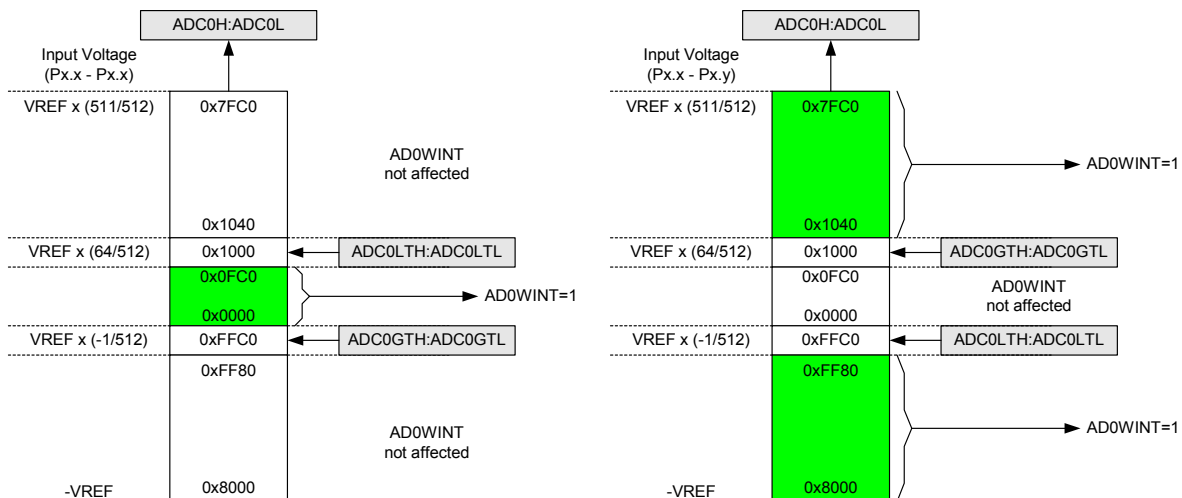 ADC0H:ADC0L
Input Voltage
(Px.x - Px.x)
VREF x (511/512)
0x7FC0
AD0WINT
not affected
0x1040
VREF x (64/512)
0x1000
ADC0LTH:ADC0LTL
0x0FC0
AD0WINT=1
0x0000
VREF x (-1/512)
0xFFC0
ADC0GTH:ADC0GTL
0xFF80
AD0WINT
not affected
-VREF
0x8000
ADC0H:ADC0L
Input Voltage
(Px.x - Px.y)
VREF x (511/512)
0x7FC0
AD0WINT=1
0x1040
VREF x (64/512)
0x1000
ADC0GTH:ADC0GTL
0x0FC0
AD0WINT
not affected
0x0000
VREF x (-1/512)
0xFFC0
ADC0LTH:ADC0LTL
0xFF80
AD0WINT=1
-VREF
0x8000